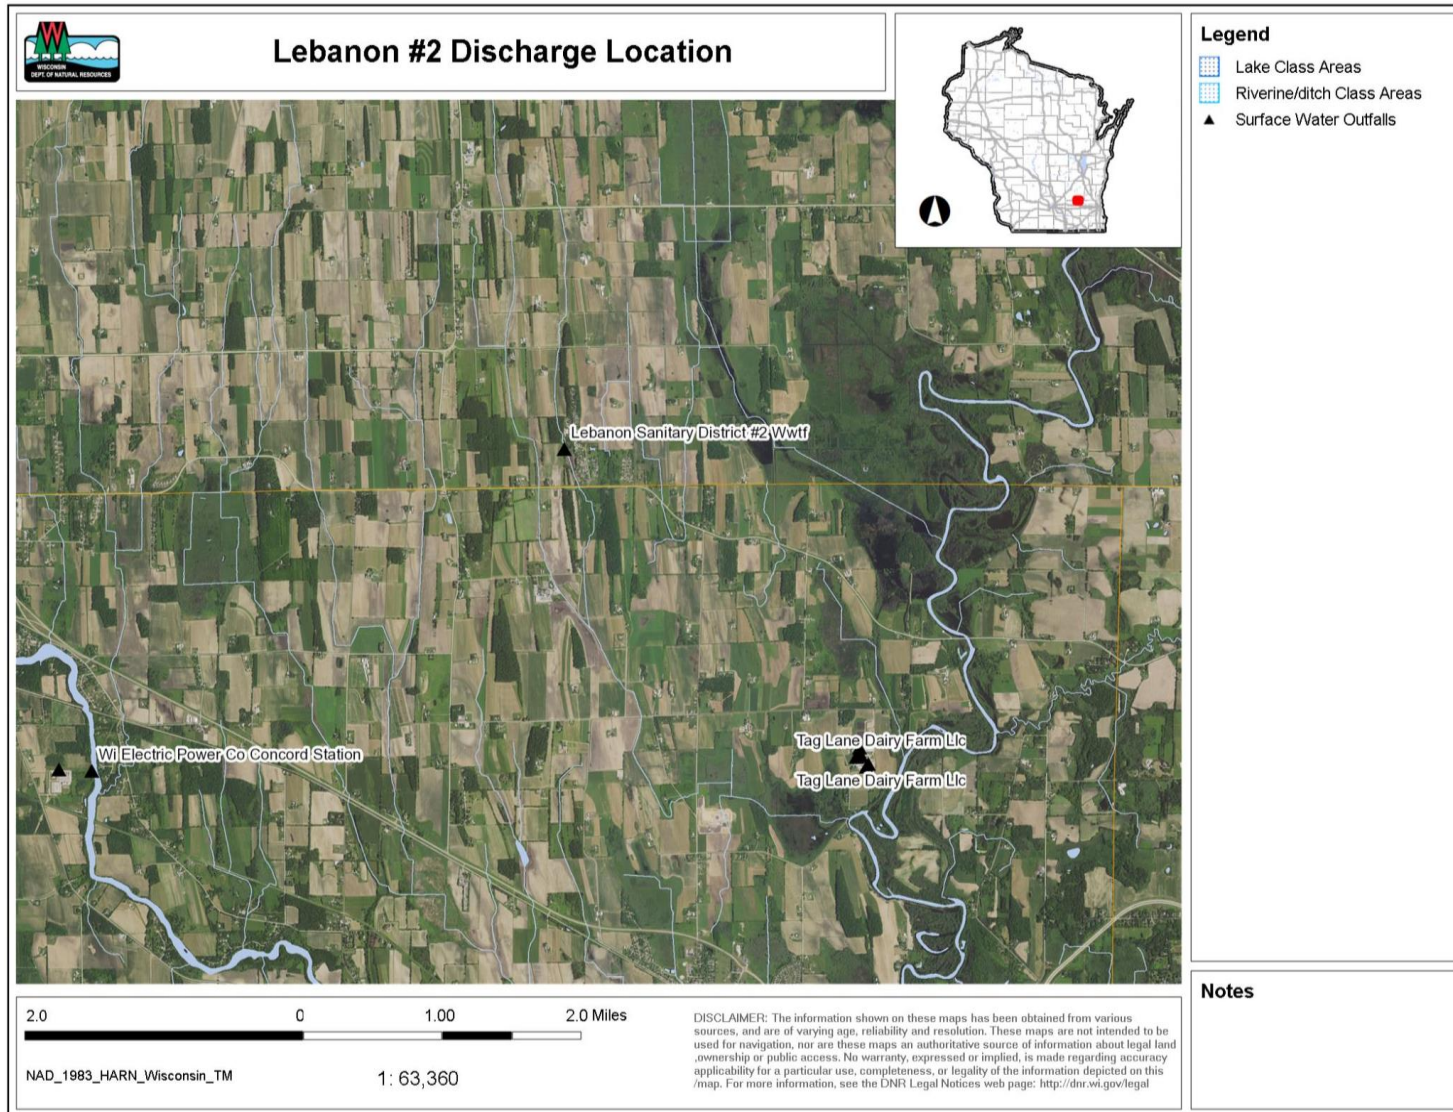 WISCONSIN
DEPT. OF NATURAL RESOURCES
Lebanon #2 Discharge Location
Legend
Lake Class Areas
Riverine/ditch Class Areas
Surface Water Outfalls
Lebanon Sanitary District #2 Wwtf
Wi Electric Power Co Concord Station
Tag Lane Dairy Farm Llc
Tag Lane Dairy Farm Llc
Notes
2.0 0 1.00 2.0 Miles
NAD_1983_HARN_Wisconsin_TM
1: 63,360
DISCLAIMER: The information shown on these maps has been obtained from various
sources, and are of varying age, reliability and resolution. These maps are not intended to be
used for navigation, nor are these maps an authoritative source of information about legal land
,ownership or public access. No warranty, expressed or implied, is made regarding accuracy
applicability for a particular use, completeness, or legality of the information depicted on this
/map. For more information, see the DNR Legal Notices web page: http://dnr.wi.gov/legal